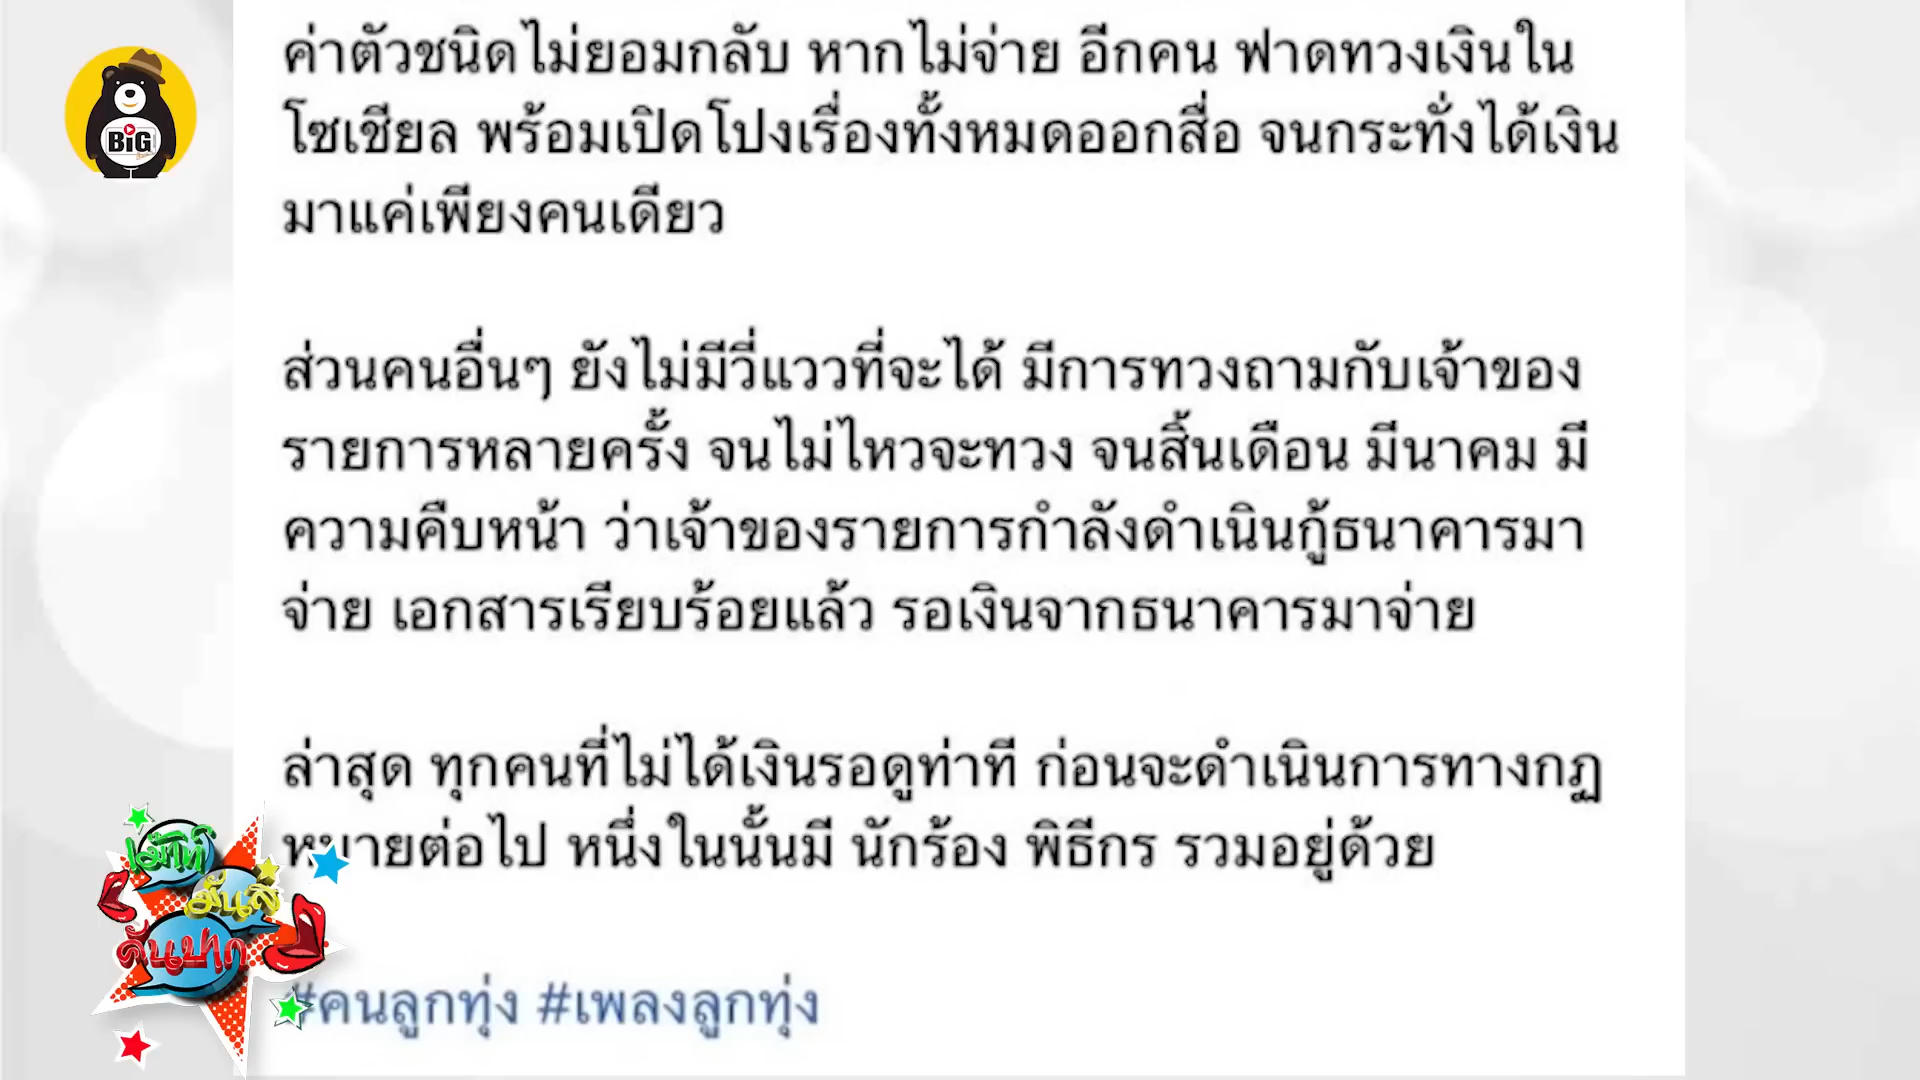 ค่าตัวชนิดไม่ยอมกลับ หากไม่จ่าย อีกคน ฟาดทวงเงินใน
โซเชียล พร้อมเปิดโปงเรื่องทั้งหมดออกสื่อ จนกระทั่งได้เงิน
มาแค่เพียงคนเดียว
ส่วนคนอื่นๆ ยังไม่มีวี่แววที่จะได้ มีการทวงถามกับเจ้าของ
รายการหลายครั้ง จนไม่ไหวจะทวง จนสิ้นเดือน มีนาคม มี
ความคืบหน้า ว่าเจ้าของรายการกำลังดำเนินกู้ธนาคารมา
จ่าย เอกสารเรียบร้อยแล้ว รอเงินจากธนาคารมาจ่าย
ล่าสุด ทุกคนที่ไม่ได้เงินรอดูท่าที ก่อนจะดำเนินการทางกฏ
หมายต่อไป หนึ่งในนั้นมี นักร้อง พิธีกร รวมอยู่ด้วย
#คนลูกทุ่ง #เพลงลูกทุ่ง
BiG
เม้าท์
มันส์
คันปาก